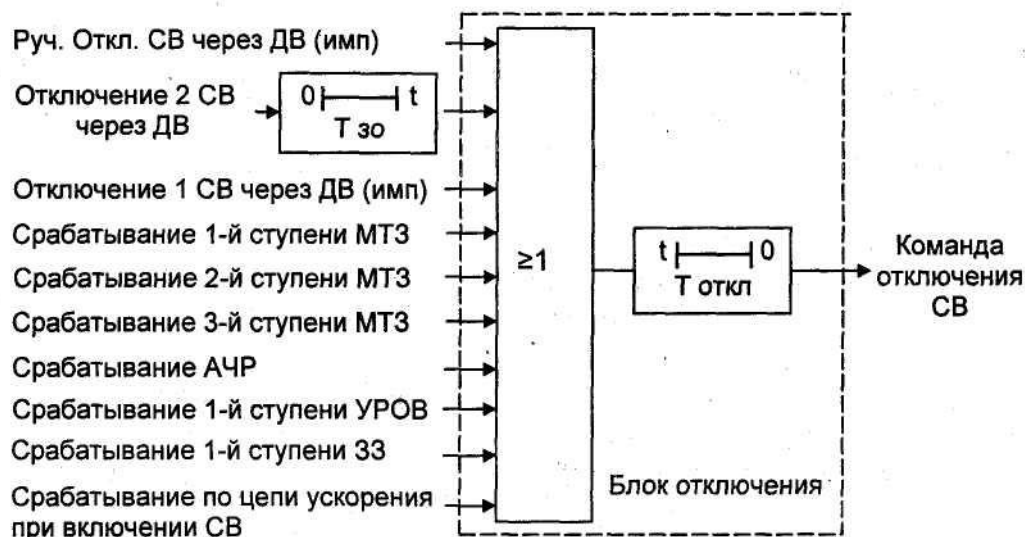 Руч. Откл. СВ через ДВ (имп)
Отключение 2 СВ
через ДВ
0 t
Т зо
Отключение 1 СВ через ДВ (имп)
Срабатывание 1-й ступени МТЗ
Срабатывание 2-й ступени МТЗ
Срабатывание 3-й ступени МТЗ
Срабатывание АЧР
Срабатывание 1-й ступени УРОВ
Срабатывание 1-й ступени ЗЗ
Срабатывание по цепи ускорения
при включении СВ
≥1
t 0
Т откл
Блок отключения
Команда
отключения
СВ